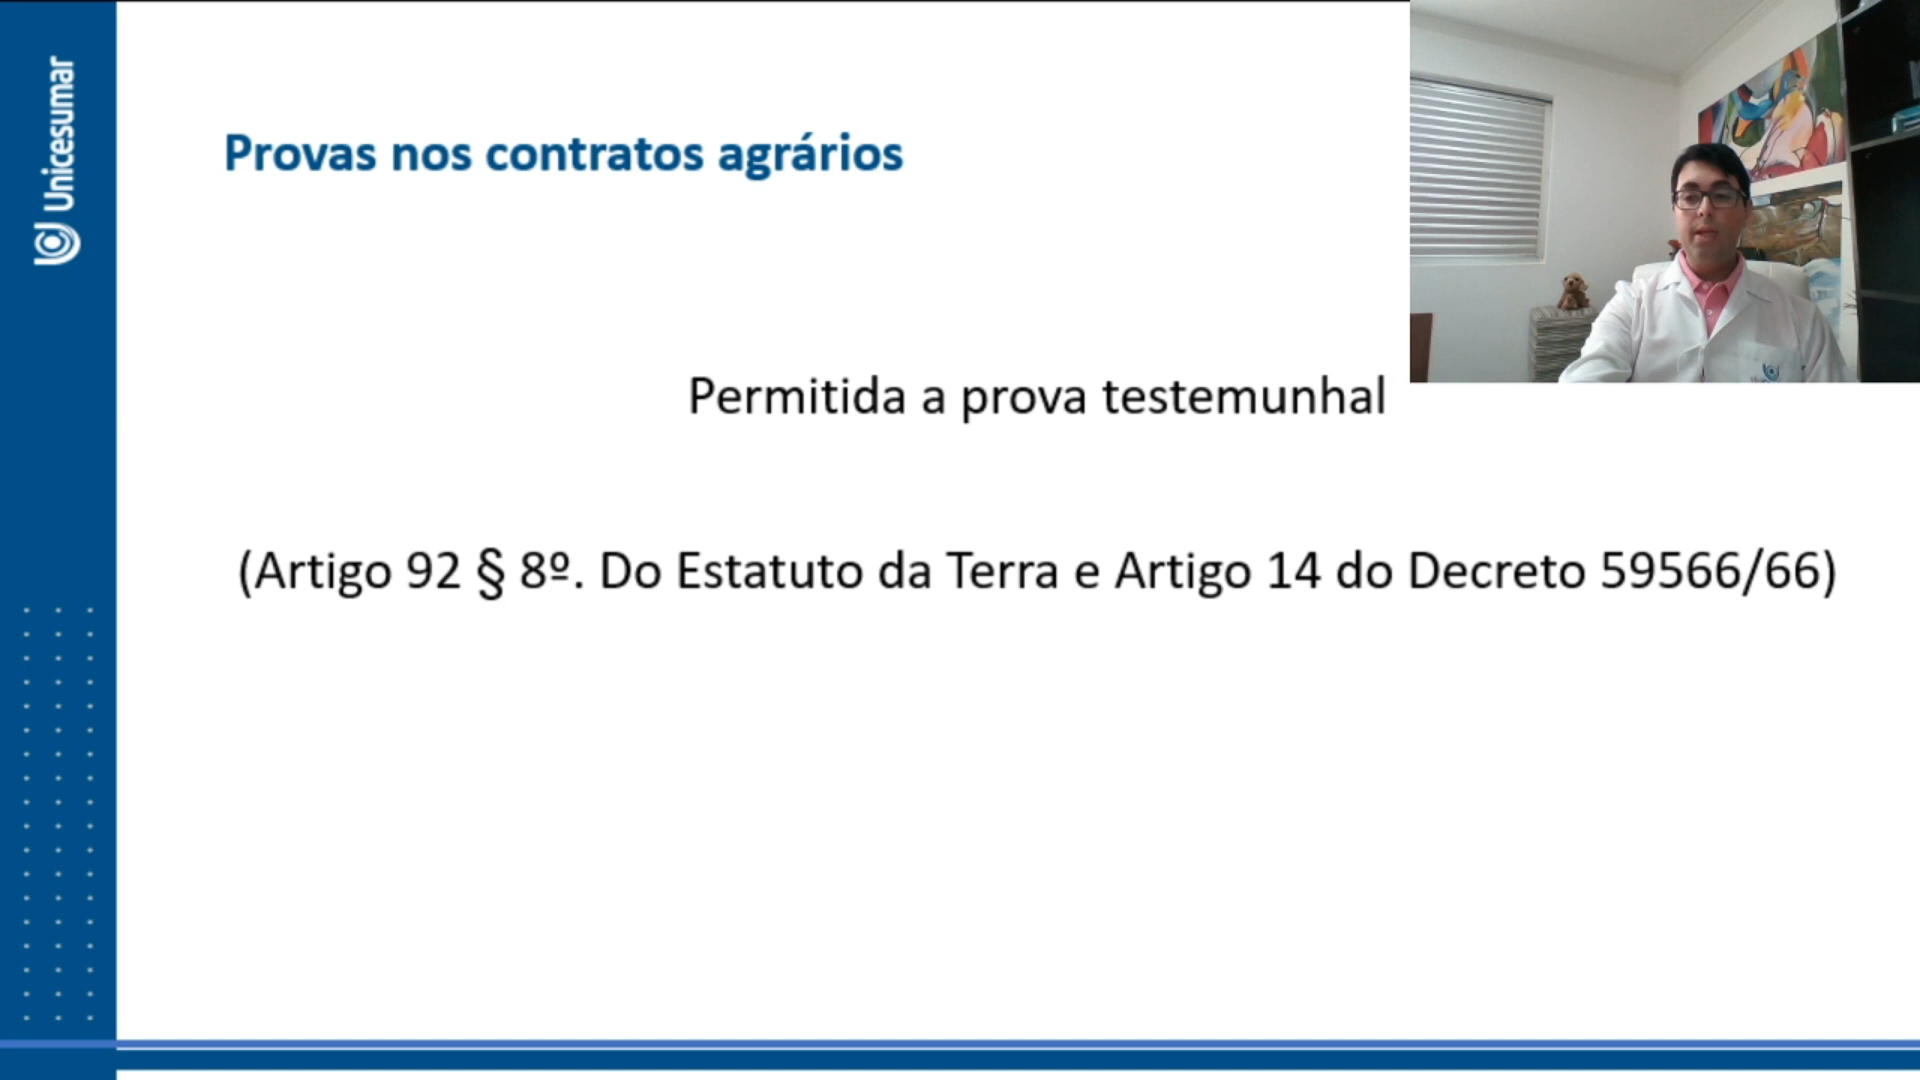 Unicesumar
Provas nos contratos agrários
Permitida a prova testemunhal
(Artigo 92 § 8º. Do Estatuto da Terra e Artigo 14 do Decreto 59566/66)